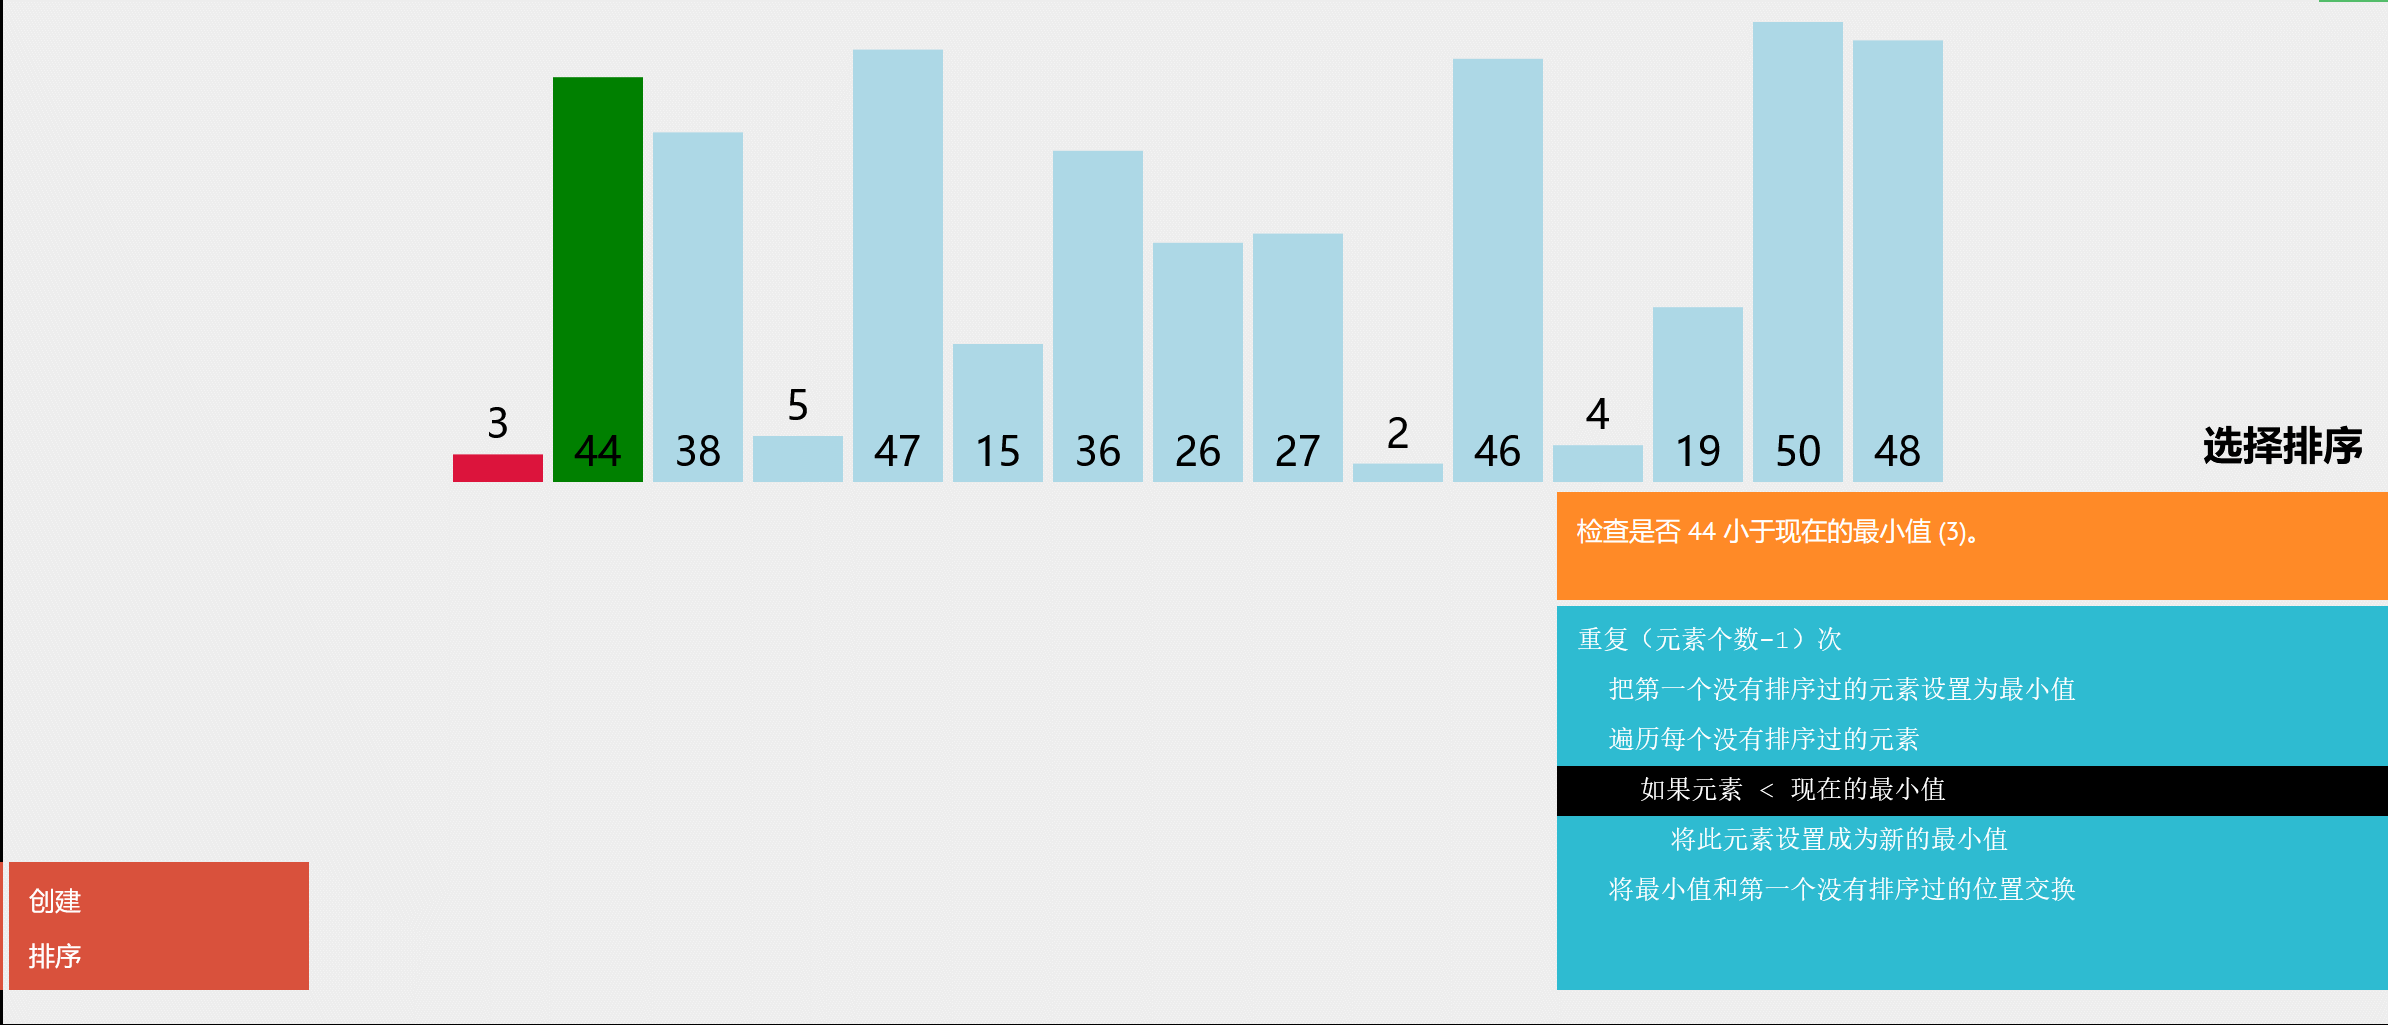 3 44 38 5 47 15 36 26 27 2 46 4 19 50 48
选择排序
检查是否 44 小于现在的最小值 (3)。
重复（元素个数-1）次
把第一个没有排序过的元素设置为最小值
遍历每个没有排序过的元素
如果元素 < 现在的最小值
将此元素设置成为新的最小值
将最小值和第一个没有排序过的位置交换
创建
排序